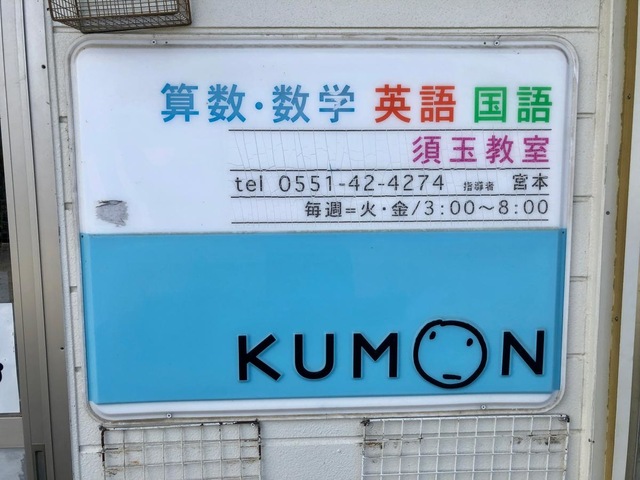 算数・数学 英語 国語
須玉教室
tel 0551-42-4274 指導者 宮本
毎週=火・金/3:00〜8:00
KUMON